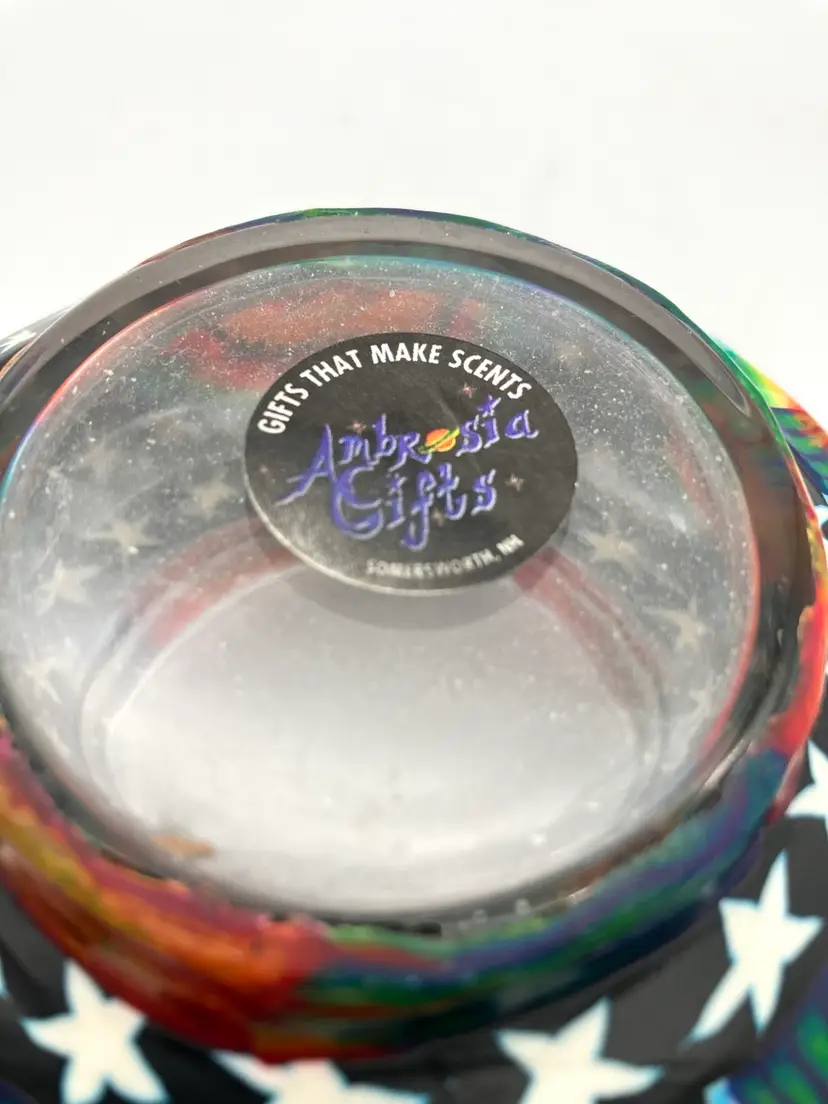 GIFTS THAT MAKE SCENTS
Ambrosia
Gifts
SOMERSWORTH, NH